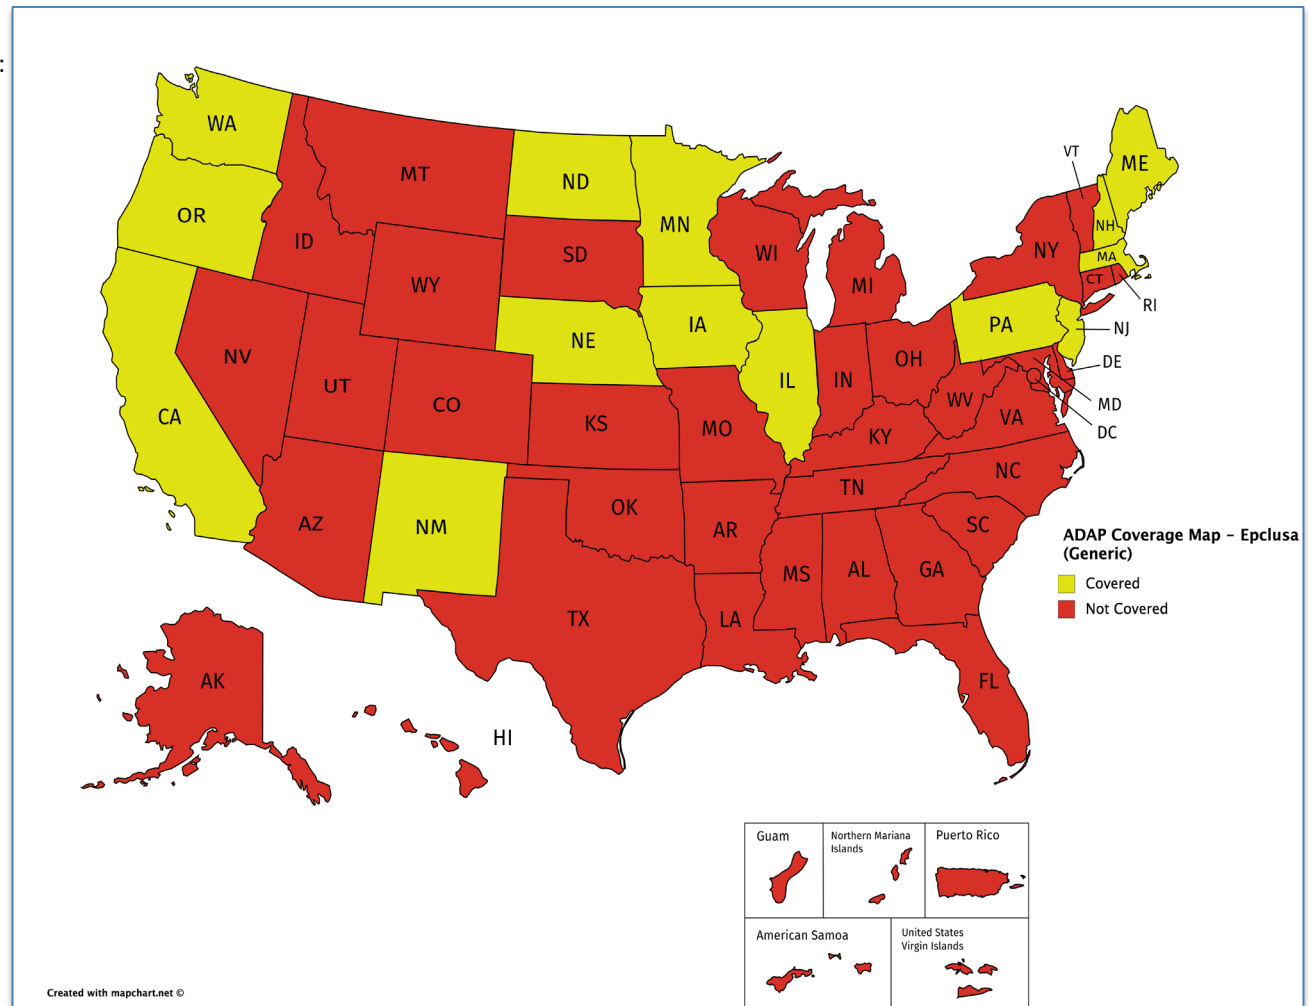 :
WA
MT
ND
MN
VT
ME
OR
ID
SD
WI
NY
NH
MA
WY
MI
CT
RI
NV
NE
IA
PA
NJ
UT
CO
IL
IN
OH
DE
CA
KS
MO
KY
WV
VA
MD
DC
AZ
NM
OK
AR
TN
NC
SC
MS
AL
GA
TX
LA
FL
AK
HI
ADAP Coverage Map – Epclusa
(Generic)
Covered
Not Covered
Guam
Northern Mariana
Islands
Puerto Rico
American Samoa
United States
Virgin Islands
Created with mapchart.net ©